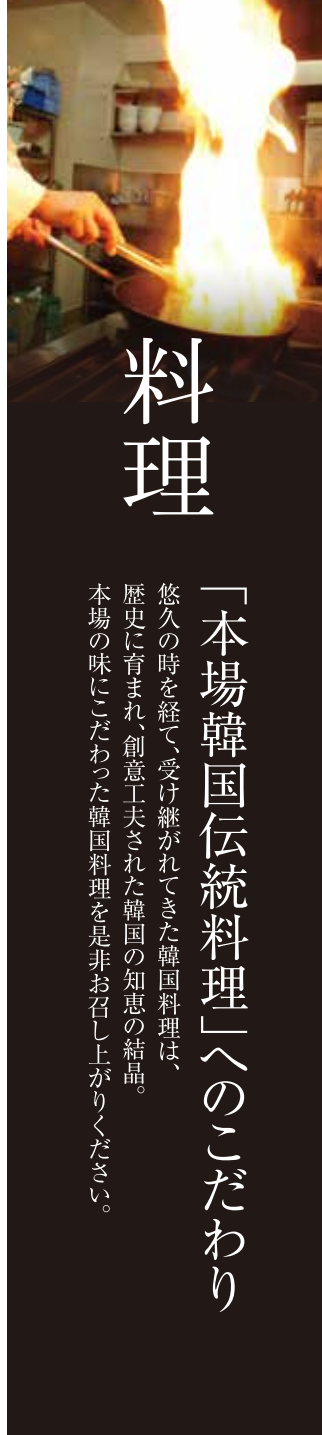 料理
「本場韓国伝統料理」へのこだわり
悠久の時を経て、受け継がれてきた韓国料理は、
歴史に育まれ、創意工夫された韓国の知恵の結晶。
本場の味にこだわった韓国料理を是非お召し上がりください。